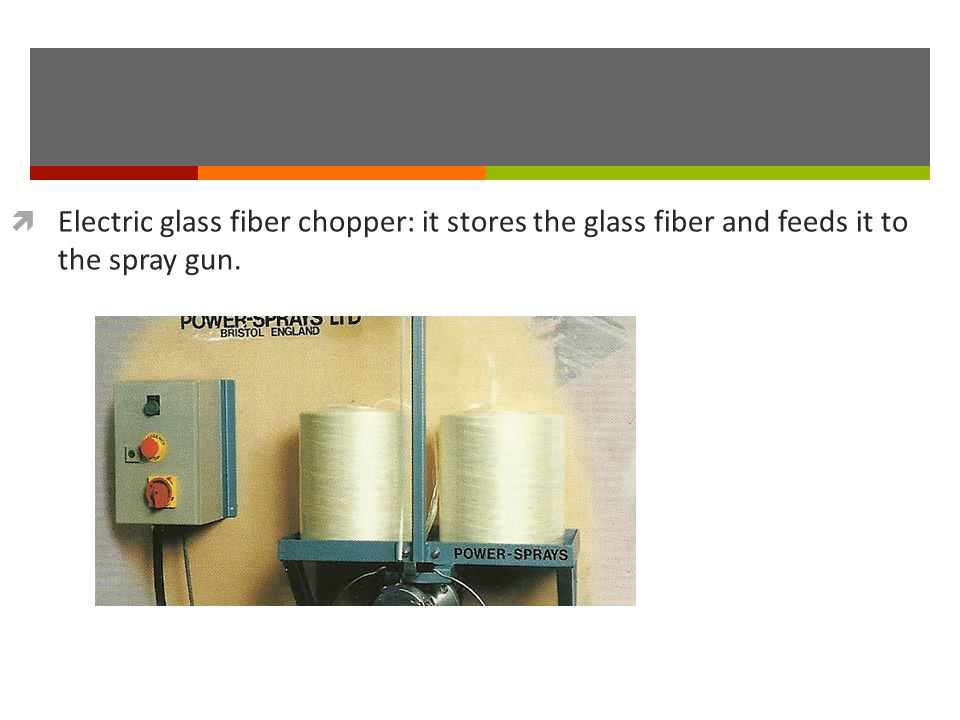 Electric glass fiber chopper: it stores the glass fiber and feeds it to
the spray gun.
POWER-SPRAYS LTD
BRISTOL ENGLAND
POWER-SPRAYS